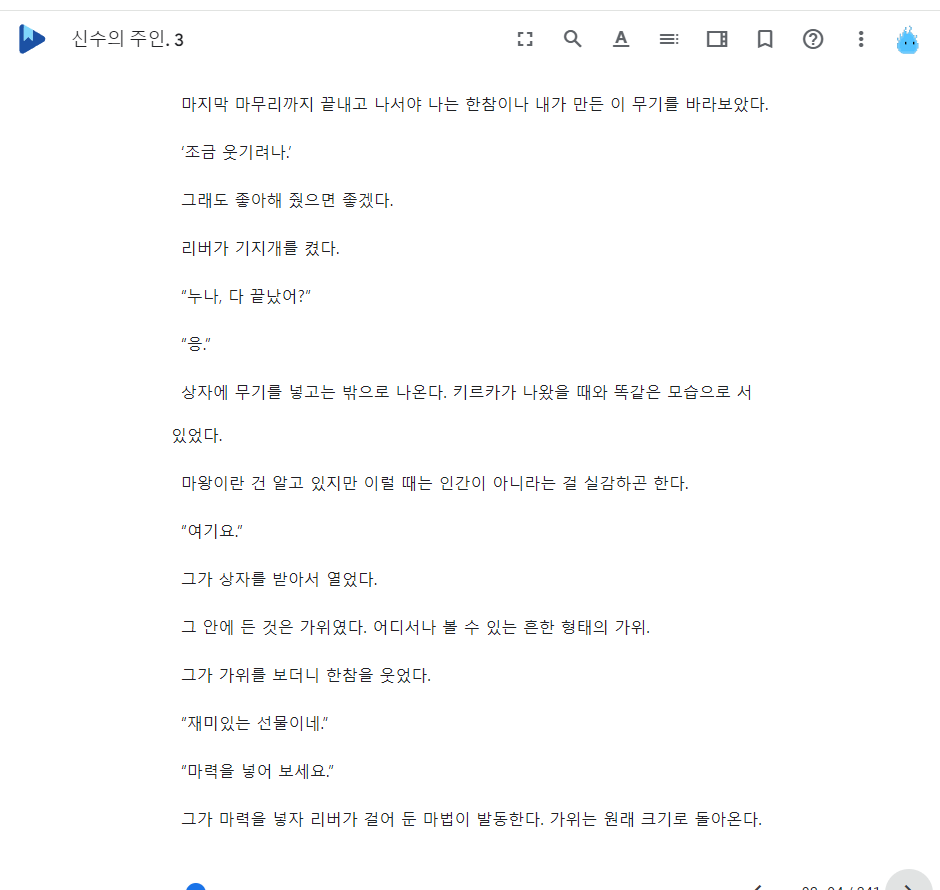 신수의 주인. 3
마지막 마무리까지 끝내고 나서야 나는 한참이나 내가 만든 이 무기를 바라보았다.
‘조금 웃기려나.’
그래도 좋아해 줬으면 좋겠다.
리버가 기지개를 켰다.
“누나, 다 끝났어?”
“응.”
상자에 무기를 넣고는 밖으로 나온다. 키르카가 나왔을 때와 똑같은 모습으로 서
있었다.
마왕이란 건 알고 있지만 이럴 때는 인간이 아니라는 걸 실감하곤 한다.
“여기요.”
그가 상자를 받아서 열었다.
그 안에 든 것은 가위였다. 어디서나 볼 수 있는 흔한 형태의 가위.
그가 가위를 보더니 한참을 웃었다.
“재미있는 선물이네.”
“마력을 넣어 보세요.”
그가 마력을 넣자 리버가 걸어 둔 마법이 발동한다. 가위는 원래 크기로 돌아온다.